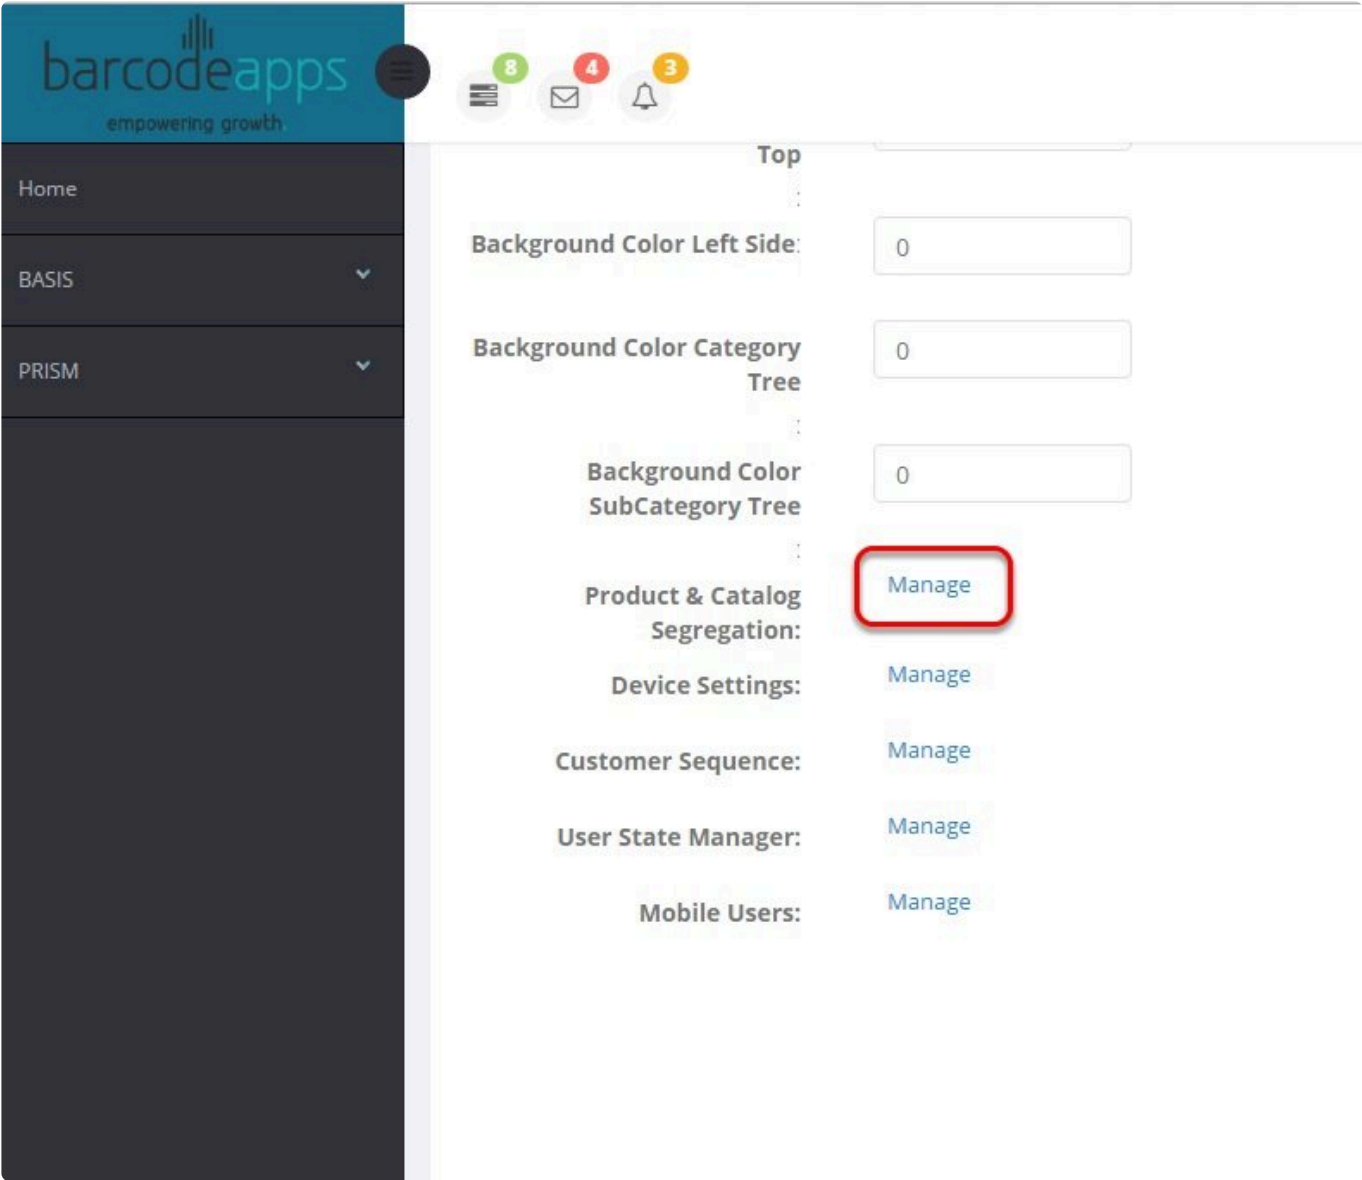 barcodeapps
empowering growth.
8
4
3
Home
BASIS
PRISM
Top
:
Background Color Left Side:
0
Background Color Category
Tree
:
0
Background Color
SubCategory Tree
:
0
Product & Catalog
Segregation:
Manage
Device Settings:
Manage
Customer Sequence:
Manage
User State Manager:
Manage
Mobile Users:
Manage